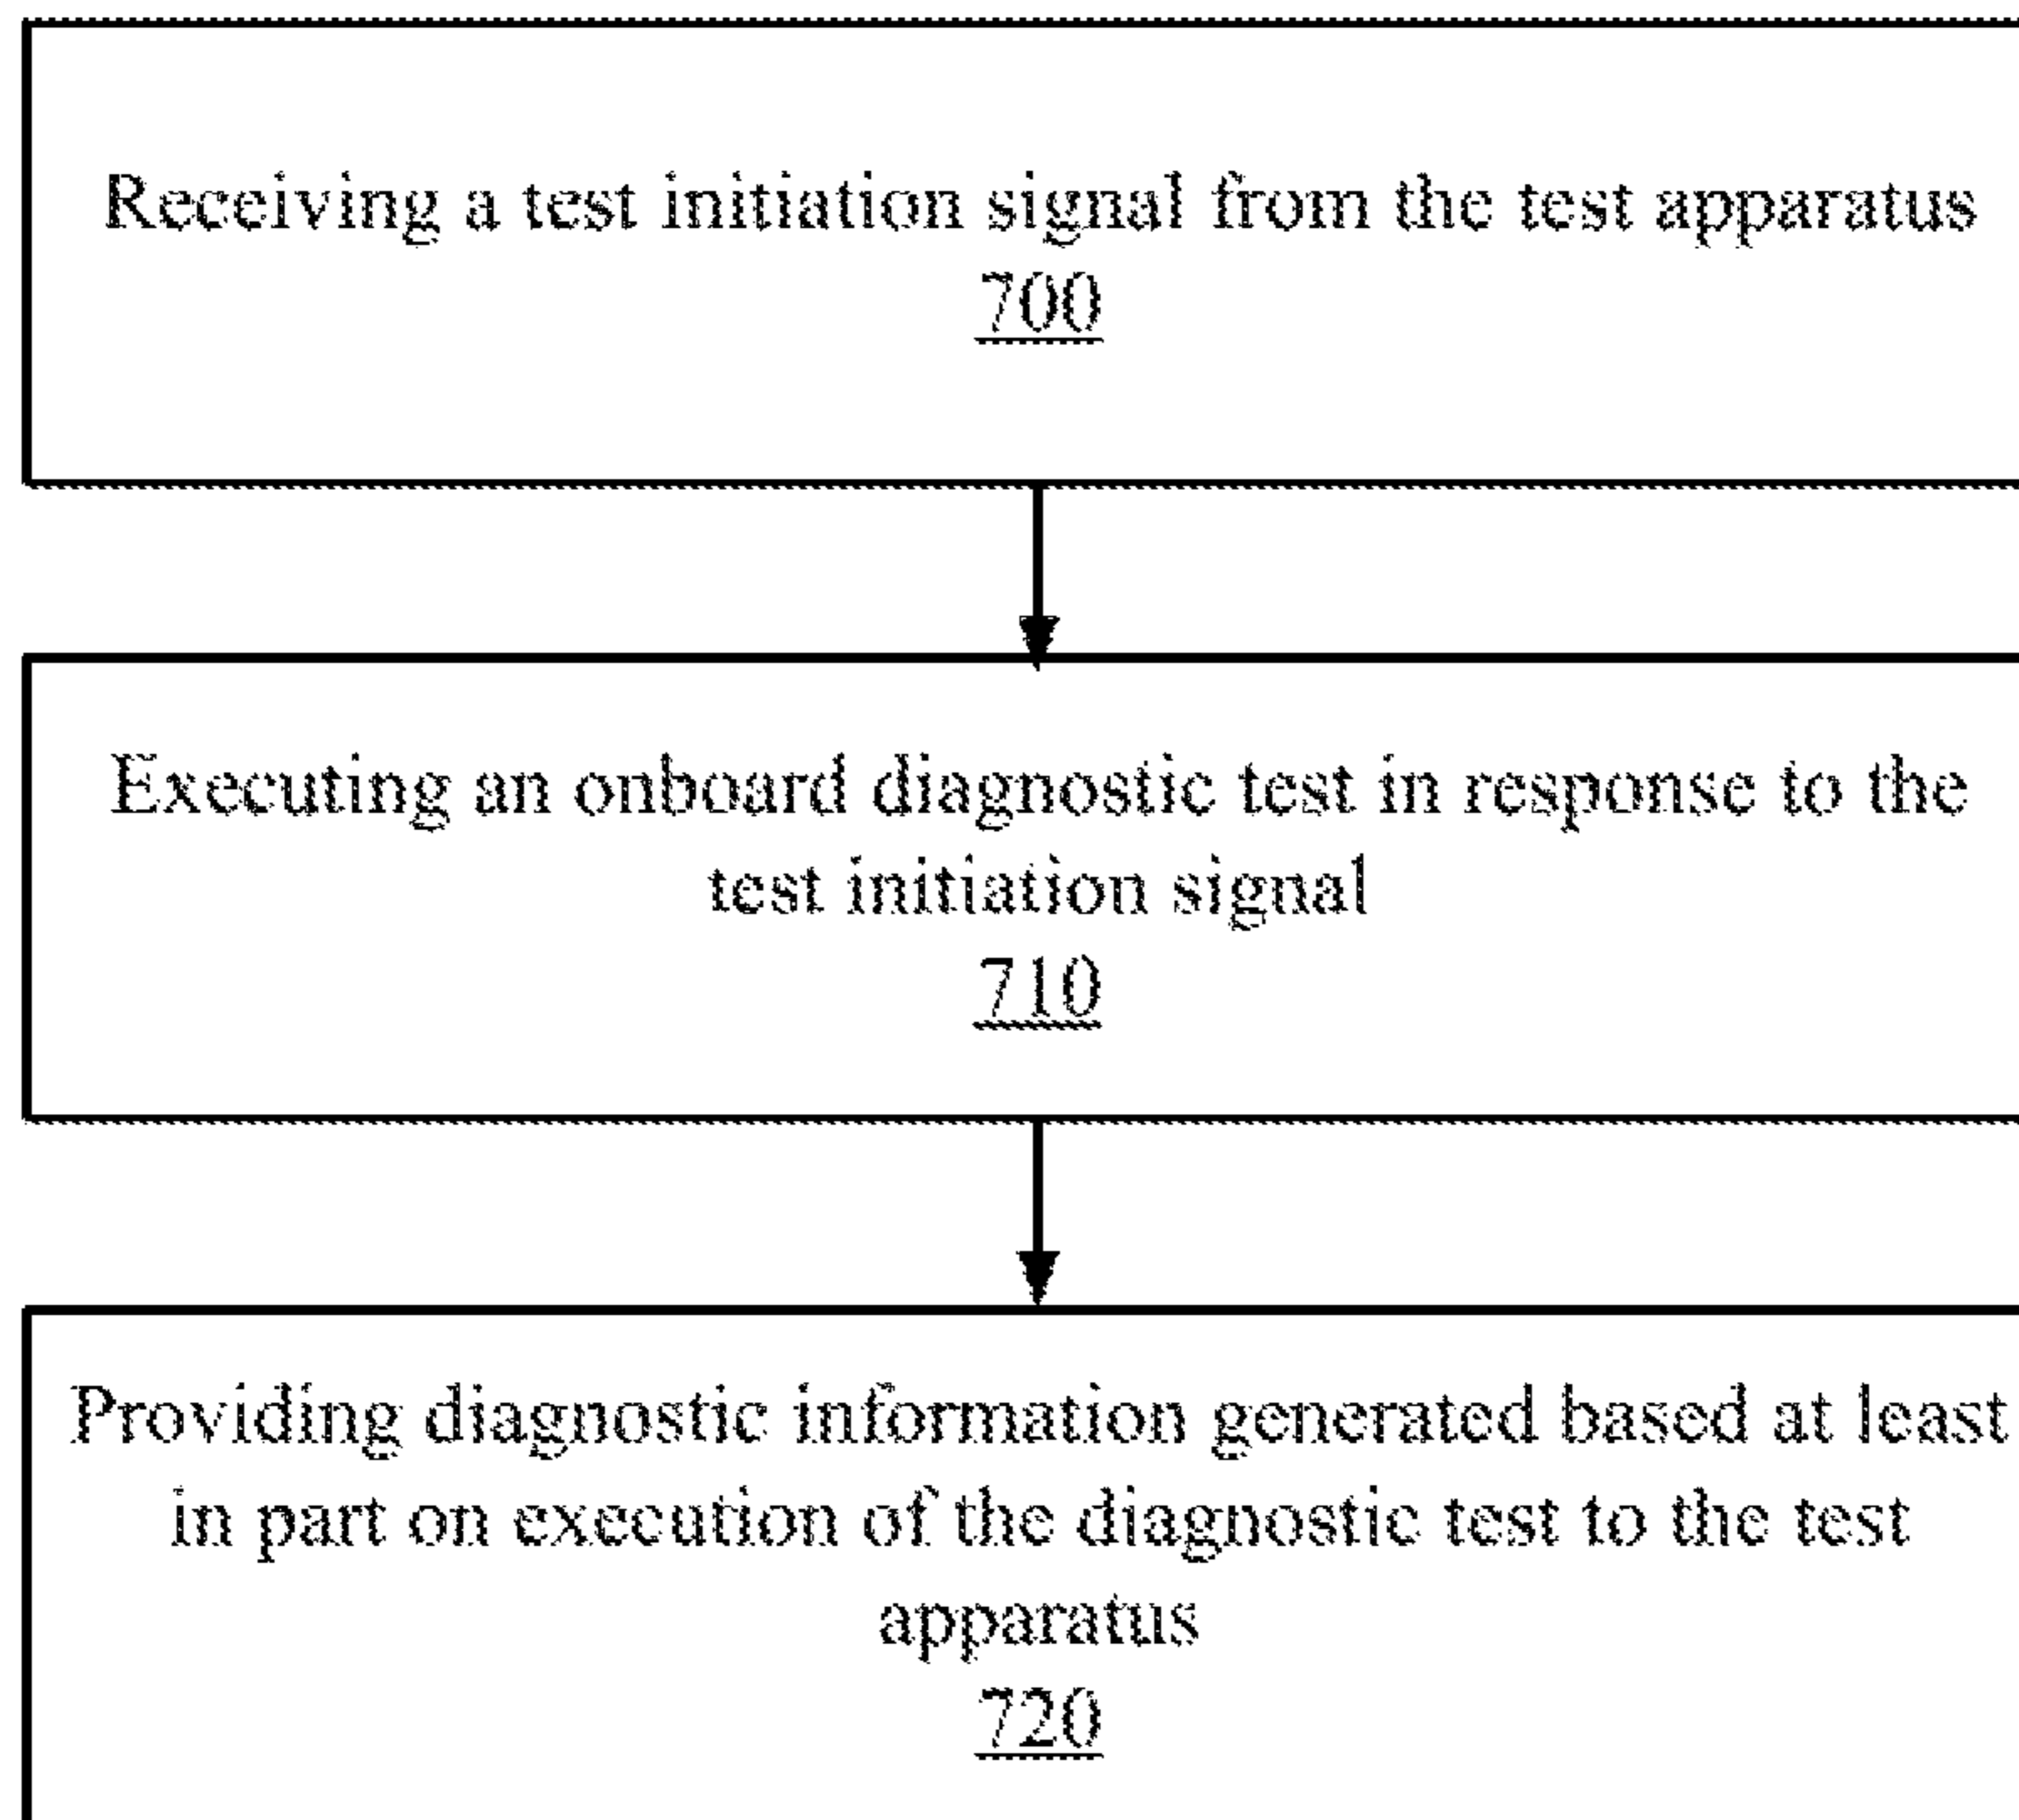 Receiving a test initiation signal from the test apparatus
700
Executing an onboard diagnostic test in response to the
test initiation signal
710
Providing diagnostic information generated based at least
in part on execution of the diagnostic test to the test
apparatus
720